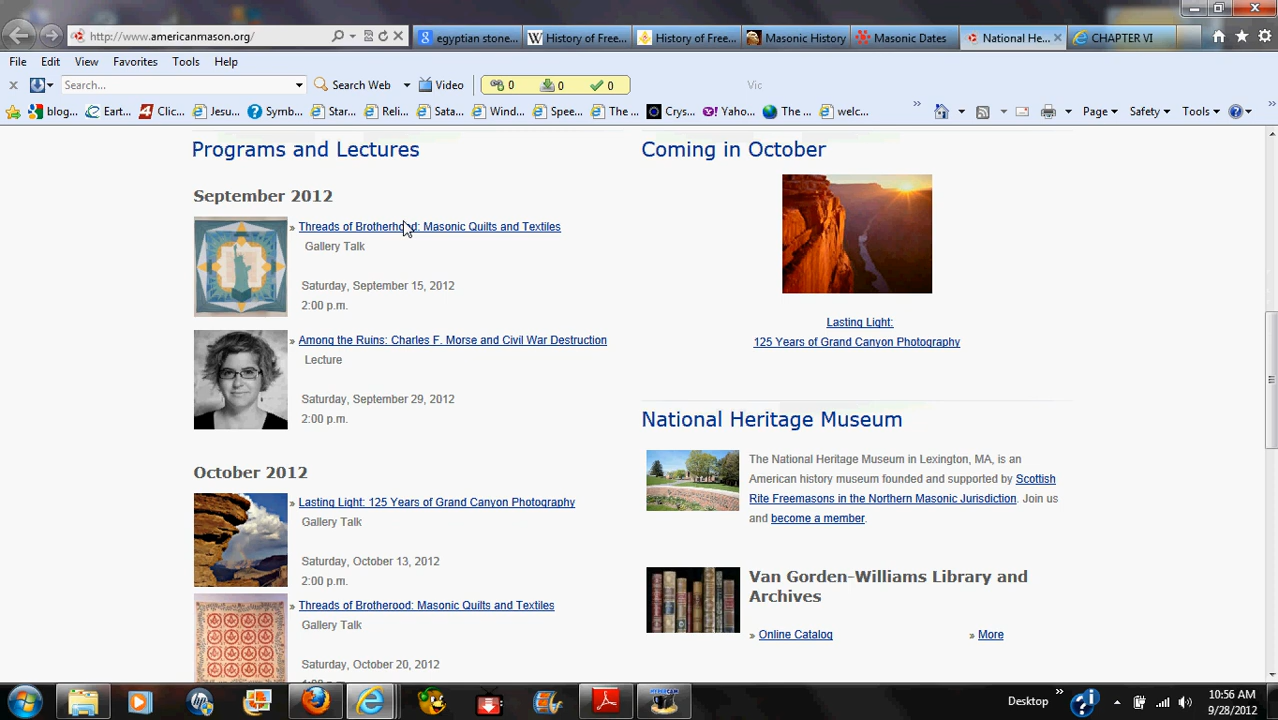 http://www.americanmason.org/
egyptian stone...
History of Free...
History of Free...
Masonic History
Masonic Dates
National He...
CHAPTER VI
File Edit View Favorites Tools Help
Search...
Search Web
Video
0 0 0
Vic
blog...
Eart...
Clic...
Jesu...
Symb...
Star...
Reli...
Sata...
Wind...
Spee...
The ...
Crys...
Yaho...
The ...
welc...
Page
Safety
Tools
Programs and Lectures
September 2012
» Threads of Brotherhood: Masonic Quilts and Textiles
Gallery Talk
Saturday, September 15, 2012
2:00 p.m.
» Among the Ruins: Charles F. Morse and Civil War Destruction
Lecture
Saturday, September 29, 2012
2:00 p.m.
October 2012
» Lasting Light: 125 Years of Grand Canyon Photography
Gallery Talk
Saturday, October 13, 2012
2:00 p.m.
» Threads of Brotherood: Masonic Quilts and Textiles
Gallery Talk
Saturday, October 20, 2012
Coming in October
Lasting Light:
125 Years of Grand Canyon Photography
National Heritage Museum
The National Heritage Museum in Lexington, MA, is an
American history museum founded and supported by Scottish
Rite Freemasons in the Northern Masonic Jurisdiction. Join us
and become a member.
Van Gorden-Williams Library and
Archives
» Online Catalog
» More
Desktop
10:56 AM
9/28/2012